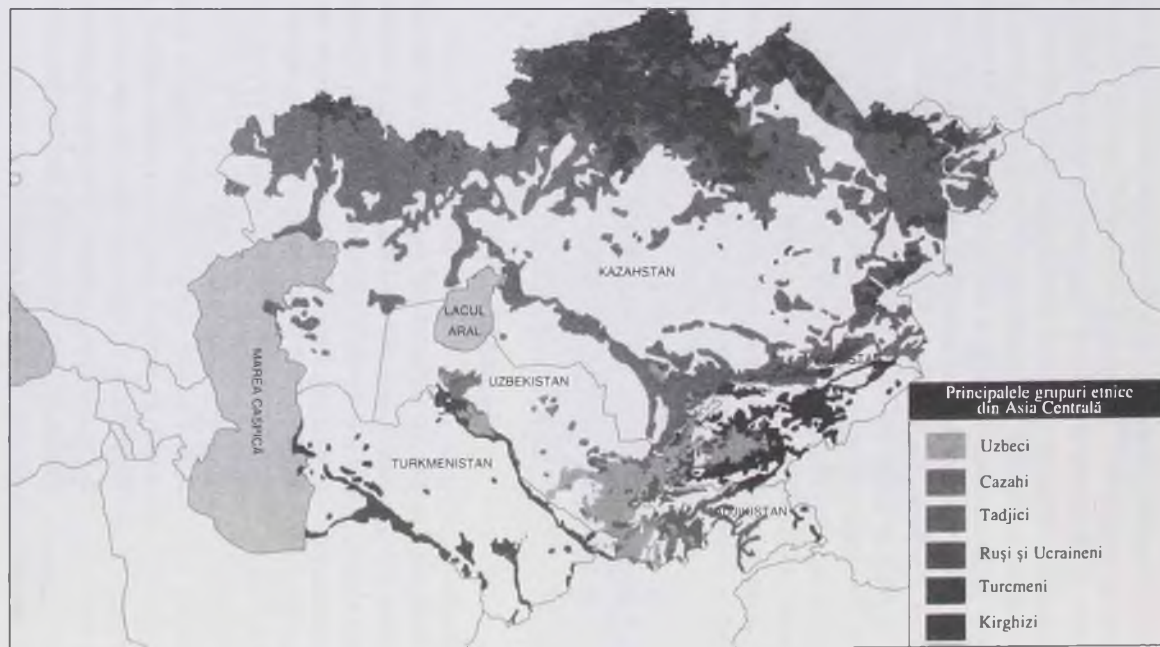 KAZAHSTAN
LACUL
ARAL
MAREA CASPICĂ
UZBEKISTAN
TURKMENISTAN
TADJIKISTAN
Principalele grupuri etnice
din Asia Centrală
Uzbeci
Cazahi
Tadjici
Ruși și Ucraineni
Turcmeni
Kirghizi